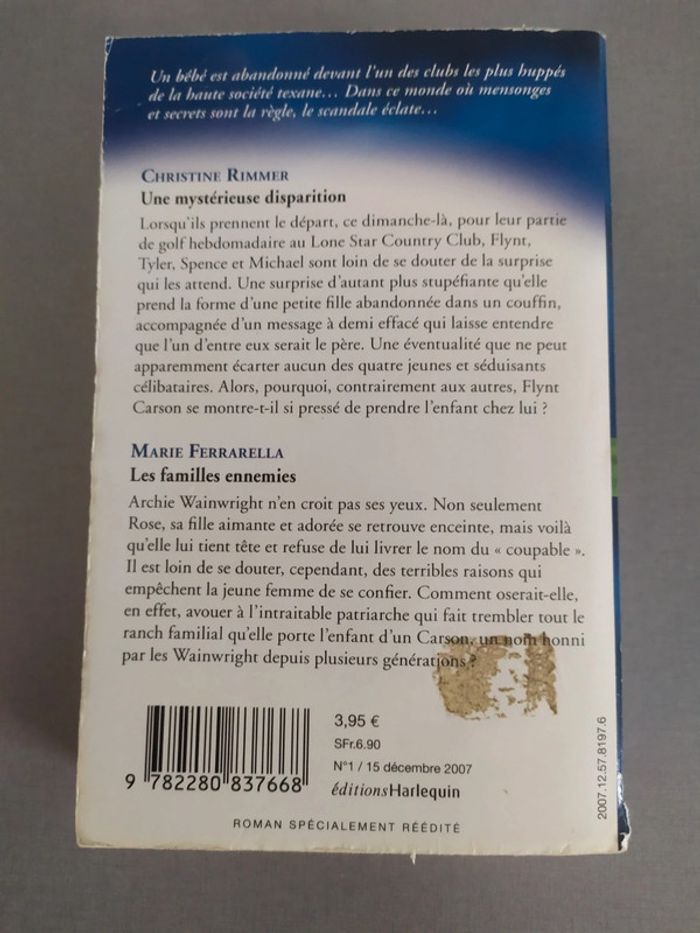 Un bébé est abandonné devant l'un des clubs les plus huppés
de la haute société texane... Dans ce monde où mensonges
et secrets sont la règle, le scandale éclate...
CHRISTINE RIMMER
Une mystérieuse disparition
Lorsqu'ils prennent le départ, ce dimanche-là, pour leur partie
de golf hebdomadaire au Lone Star Country Club, Flynt,
Tyler, Spence et Michael sont loin de se douter de la surprise
qui les attend. Une surprise d'autant plus stupéfiante qu'elle
prend la forme d'une petite fille abandonnée dans un couffin,
accompagnée d'un message à demi effacé qui laisse entendre
que l'un d'entre eux serait le père. Une éventualité que ne peut
apparemment écarter aucun des quatre jeunes et séduisants
célibataires. Alors, pourquoi, contrairement aux autres, Flynt
Carson se montre-t-il si pressé de prendre l'enfant chez lui ?
MARIE FERRARELLA
Les familles ennemies
Archie Wainwright n'en croit pas ses yeux. Non seulement
Rose, sa fille aimante et adorée se retrouve enceinte, mais voilà
qu'elle lui tient tête et refuse de lui livrer le nom du « coupable ».
Il est loin de se douter, cependant, des terribles raisons qui
empêchent la jeune femme de se confier. Comment oserait-elle,
en effet, avouer à l'intraitable patriarche qui fait trembler tout le
ranch familial qu'elle porte l'enfant d'un Carson, un nom honni
par les Wainwright depuis plusieurs générations ?
3,95 €
SFr.6.90
N°1 / 15 décembre 2007
éditionsHarlequin
9 782280 837668
ROMAN SPÉCIALEMENT RÉÉDITÉ
2007.12.57.8197.6